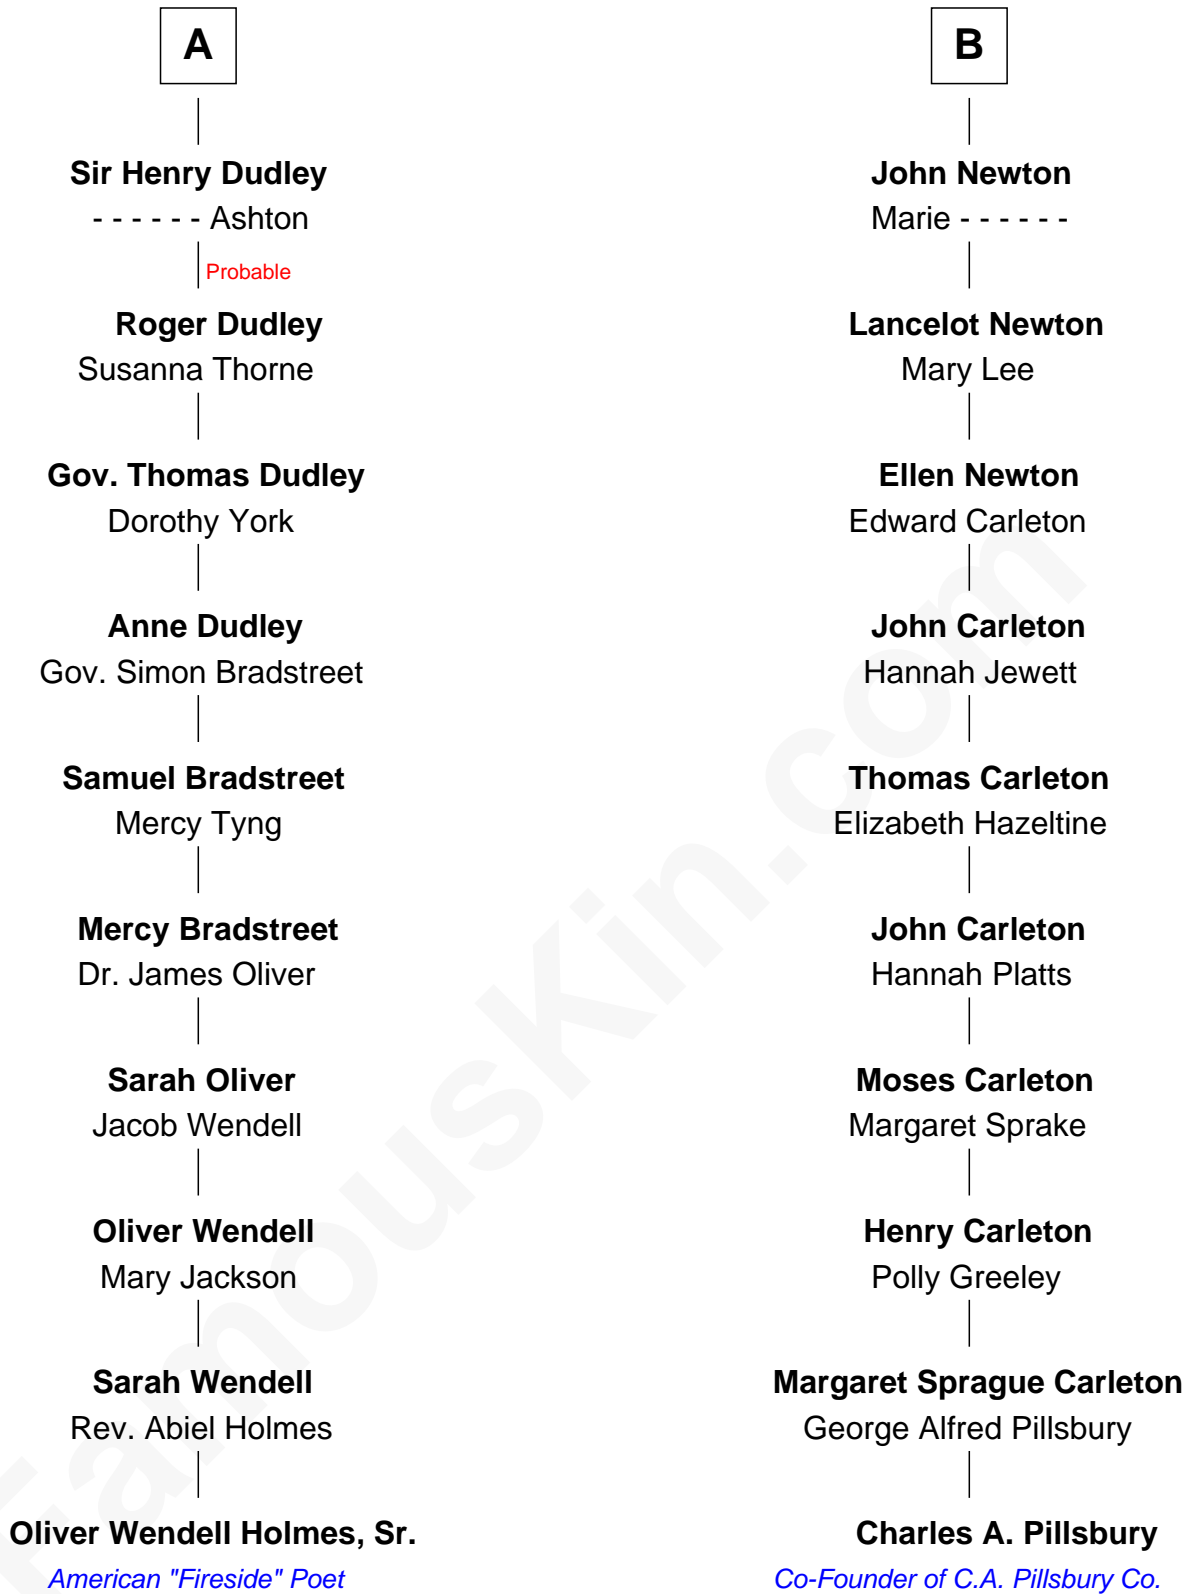 A
Sir Henry Dudley
- - - - - - Ashton
Probable
Roger Dudley
Susanna Thorne
Gov. Thomas Dudley
Dorothy York
Anne Dudley
Gov. Simon Bradstreet
Samuel Bradstreet
Mercy Tyng
Mercy Bradstreet
Dr. James Oliver
Sarah Oliver
Jacob Wendell
Oliver Wendell
Mary Jackson
Sarah Wendell
Rev. Abiel Holmes
Oliver Wendell Holmes, Sr.
American "Fireside" Poet
B
John Newton
Marie - - - - - -
Lancelot Newton
Mary Lee
Ellen Newton
Edward Carleton
John Carleton
Hannah Jewett
Thomas Carleton
Elizabeth Hazeltine
John Carleton
Hannah Platts
Moses Carleton
Margaret Sprake
Henry Carleton
Polly Greeley
Margaret Sprague Carleton
George Alfred Pillsbury
Charles A. Pillsbury
Co-Founder of C.A. Pillsbury Co.
FamousKin.com